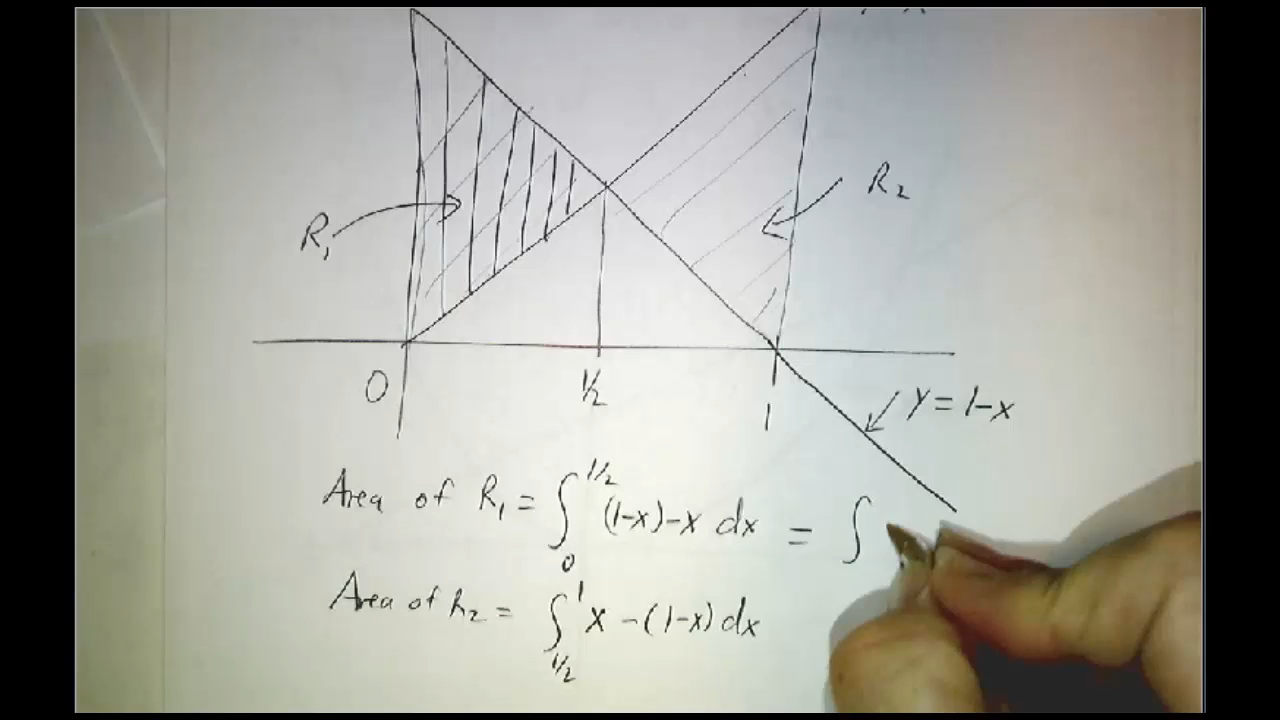 R₂
R₁
0 1/2 1
y = 1-x
Area of R₁ = ∫₀^{1/2} (1-x)-x dx = ∫
Area of R₂ = ∫_{1/2}^1 x-(1-x) dx